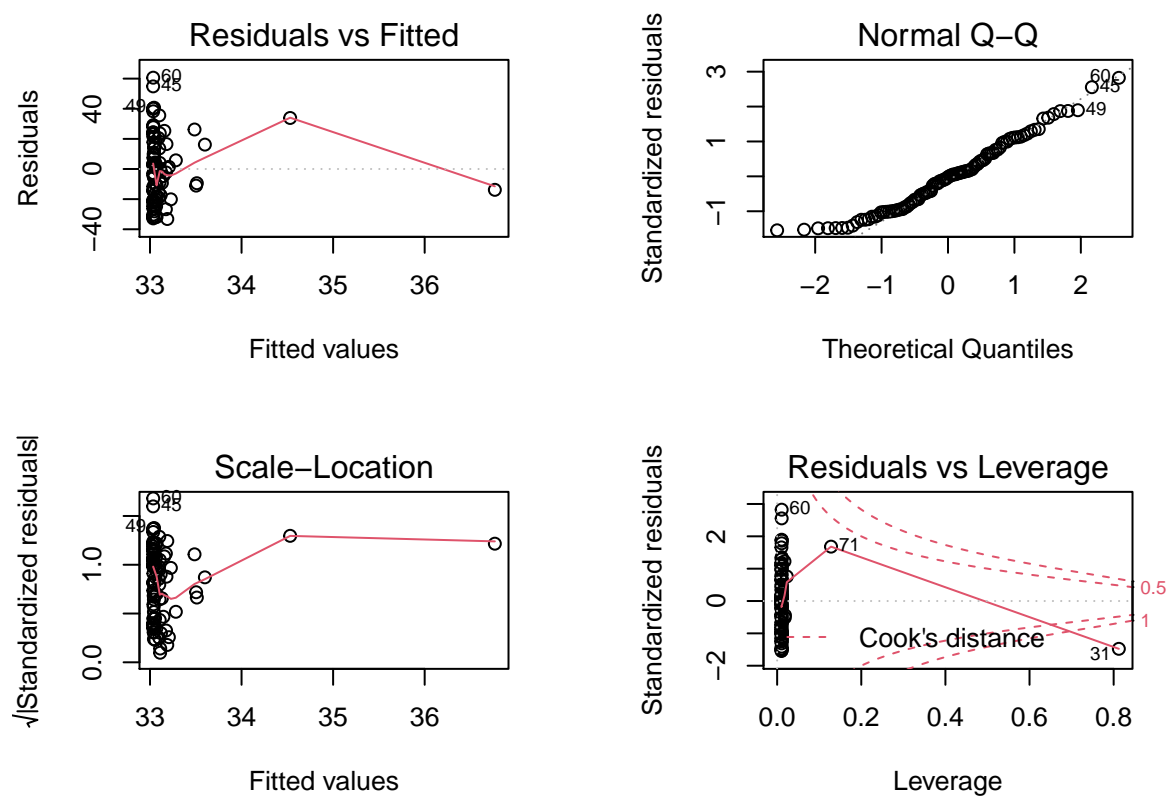 Residuals vs Fitted
Residuals
40
0
−40
60
45
49
33 34 35 36
Fitted values
Normal Q−Q
Standardized residuals
3
1
−1
60
45
49
−2 −1 0 1 2
Theoretical Quantiles
Scale−Location
√|Standardized residuals|
1.0
0.0
60
45
49
33 34 35 36
Fitted values
Residuals vs Leverage
Standardized residuals
2
0
−2
60
71
31
0.5
1
Cook's distance
0.0 0.2 0.4 0.6 0.8
Leverage